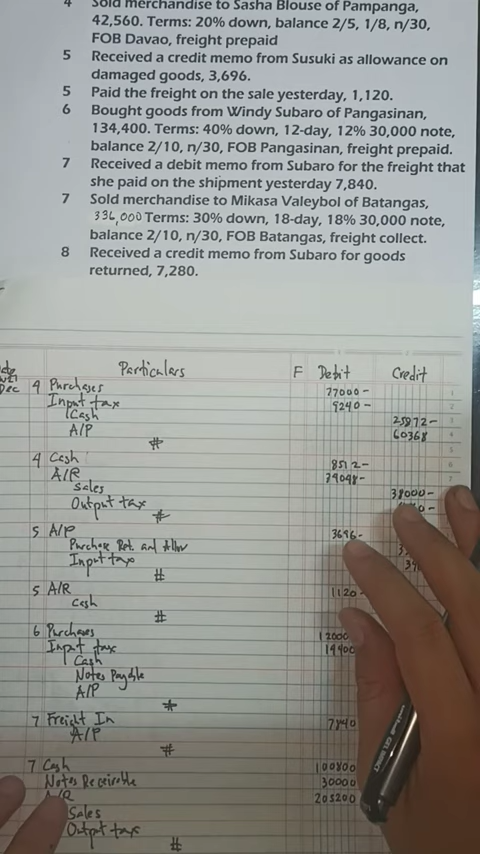 4 Sold merchandise to Sasha Blouse of Pampanga,
42,560. Terms: 20% down, balance 2/5, 1/8, n/30,
FOB Davao, freight prepaid
5 Received a credit memo from Susuki as allowance on
damaged goods, 3,696.
5 Paid the freight on the sale yesterday, 1,120.
6 Bought goods from Windy Subaro of Pangasinan,
134,400. Terms: 40% down, 12-day, 12% 30,000 note,
balance 2/10, n/30, FOB Pangasinan, freight prepaid.
7 Received a debit memo from Subaro for the freight that
she paid on the shipment yesterday 7,840.
7 Sold merchandise to Mikasa Valeybol of Batangas,
336,000 Terms: 30% down, 18-day, 18% 30,000 note,
balance 2/10, n/30, FOB Batangas, freight collect.
8 Received a credit memo from Subaro for goods
returned, 7,280.
Particulars F Debit Credit
Dec 4 Purchases 77000-
Input tax 9240-
Cash
A/P 60368
#
4 Cash 8512-
A/R
Sales 38000-
Output tax
#
5 A/P 3696-
Purchase Ret. and Allow
Input tax
#
5 A/R 1120
Cash
#
6 Purchases
Input tax
Cash
Notes Payable
A/P
#
7 Freight In 7840
A/P
#
7 Cash 100800
Notes Receivable 30000
A/R 205200
Sales
Output tax
#